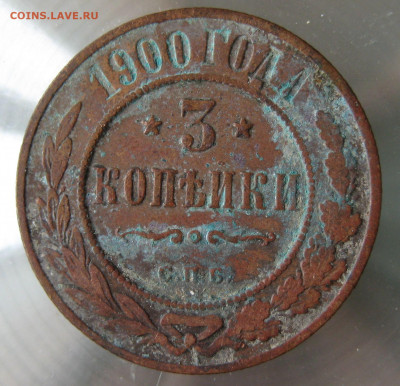 COINS.LAVE.RU
1900 ГОДА
3
КОПѢЙКИ
С.П.Б.